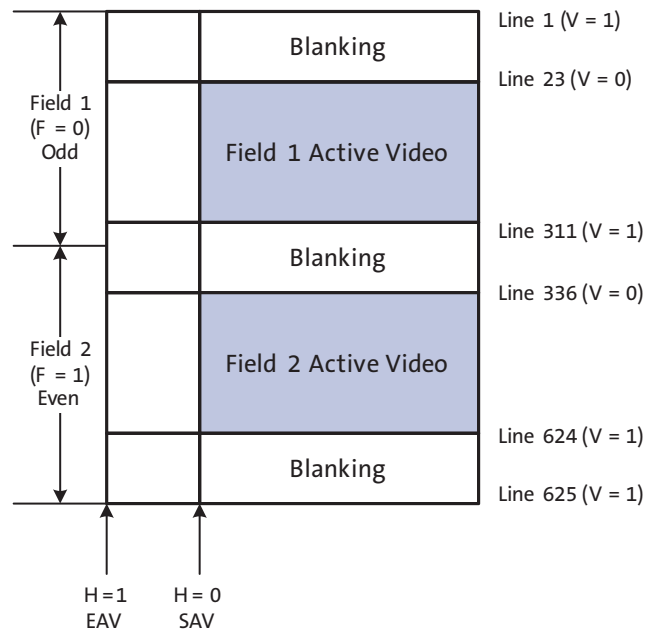 Line 1 (V = 1)
Blanking
Line 23 (V = 0)
Field 1
(F = 0)
Odd
Field 1 Active Video
Line 311 (V = 1)
Blanking
Line 336 (V = 0)
Field 2
(F = 1)
Even
Field 2 Active Video
Line 624 (V = 1)
Blanking
Line 625 (V = 1)
H = 1
EAV
H = 0
SAV